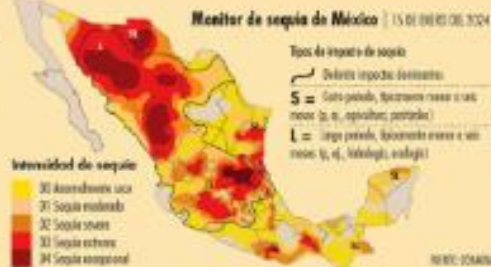 Monitor de sequía de México | 15 DE ENERO DEL 2024
Tipos de impacto de sequía
Delimita impactos dominantes
S = Corto periodo, típicamente menor a seis
meses (p. ej., agricultura, pastizales)
L = Largo periodo, típicamente mayor a seis
meses (p. ej., hidrología, ecología)
Intensidad de sequía
D0 Anormalmente seco
D1 Sequía moderada
D2 Sequía severa
D3 Sequía extrema
D4 Sequía excepcional
FUENTE: CONAGUA